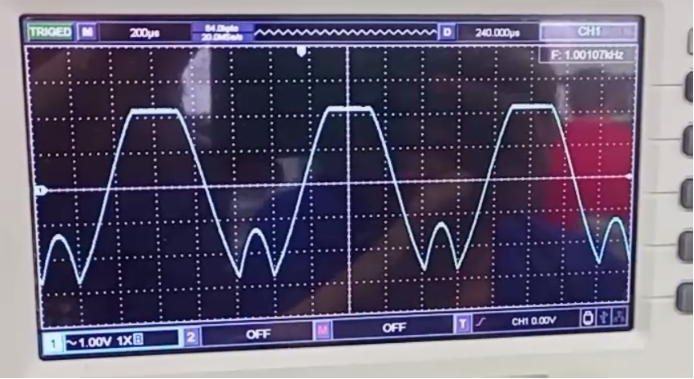 TRIGED M 200µs 64.0kpts D 240.000µs CH1
20.0MSa/s
F: 1.00107kHz
1
1 ~1.00V 1X B 2 OFF M OFF T CH1 0.00V